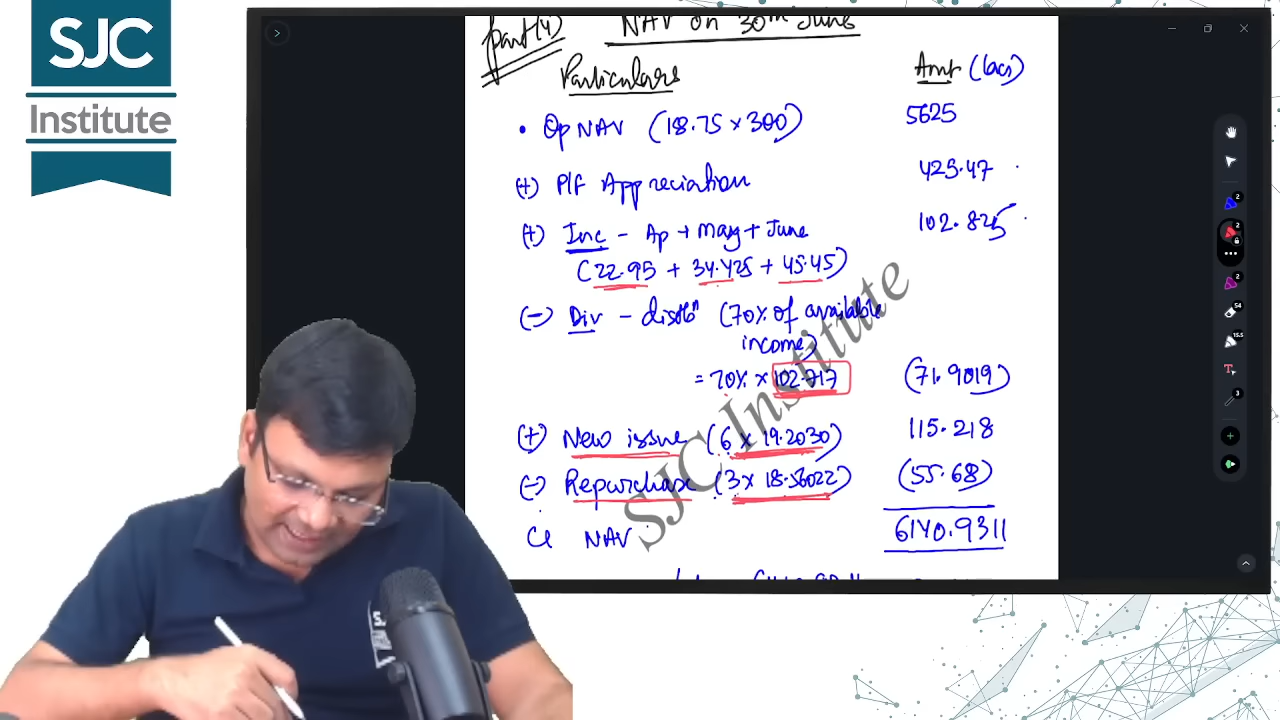 SJC
Institute
Part (4) NAV on 30th June
Particulars Amt (lacs)
• Op NAV (18.75 × 300) 5625
(+) P/F Appreciation 425.47
(+) Inc - Ap + May + June 102.825
(22.95 + 34.425 + 45.45)
(-) Div - distbn (70% of available
income)
= 70% × 102.717 (71.9019)
(+) New issue (6 × 19.2030) 115.218
(-) Repurchase (3 × 18.56022) (55.68)
Cl NAV 6140.9311
SJC Institute